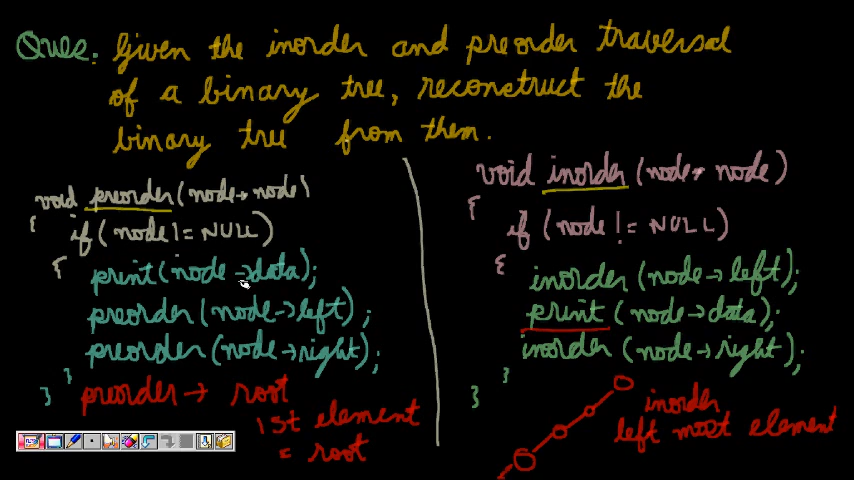 Ques: Given the inorder and preorder traversal
of a binary tree, reconstruct the
binary tree from them.
void preorder(node* node)
{ if (node != NULL)
{ print(node->data);
preorder(node->left);
preorder(node->right);
}
}
preorder → root
1st element
= root
void inorder (node* node)
{
if (node != NULL)
{ inorder(node->left);
print (node->data);
inorder (node->right);
}
}
inorder
left most element